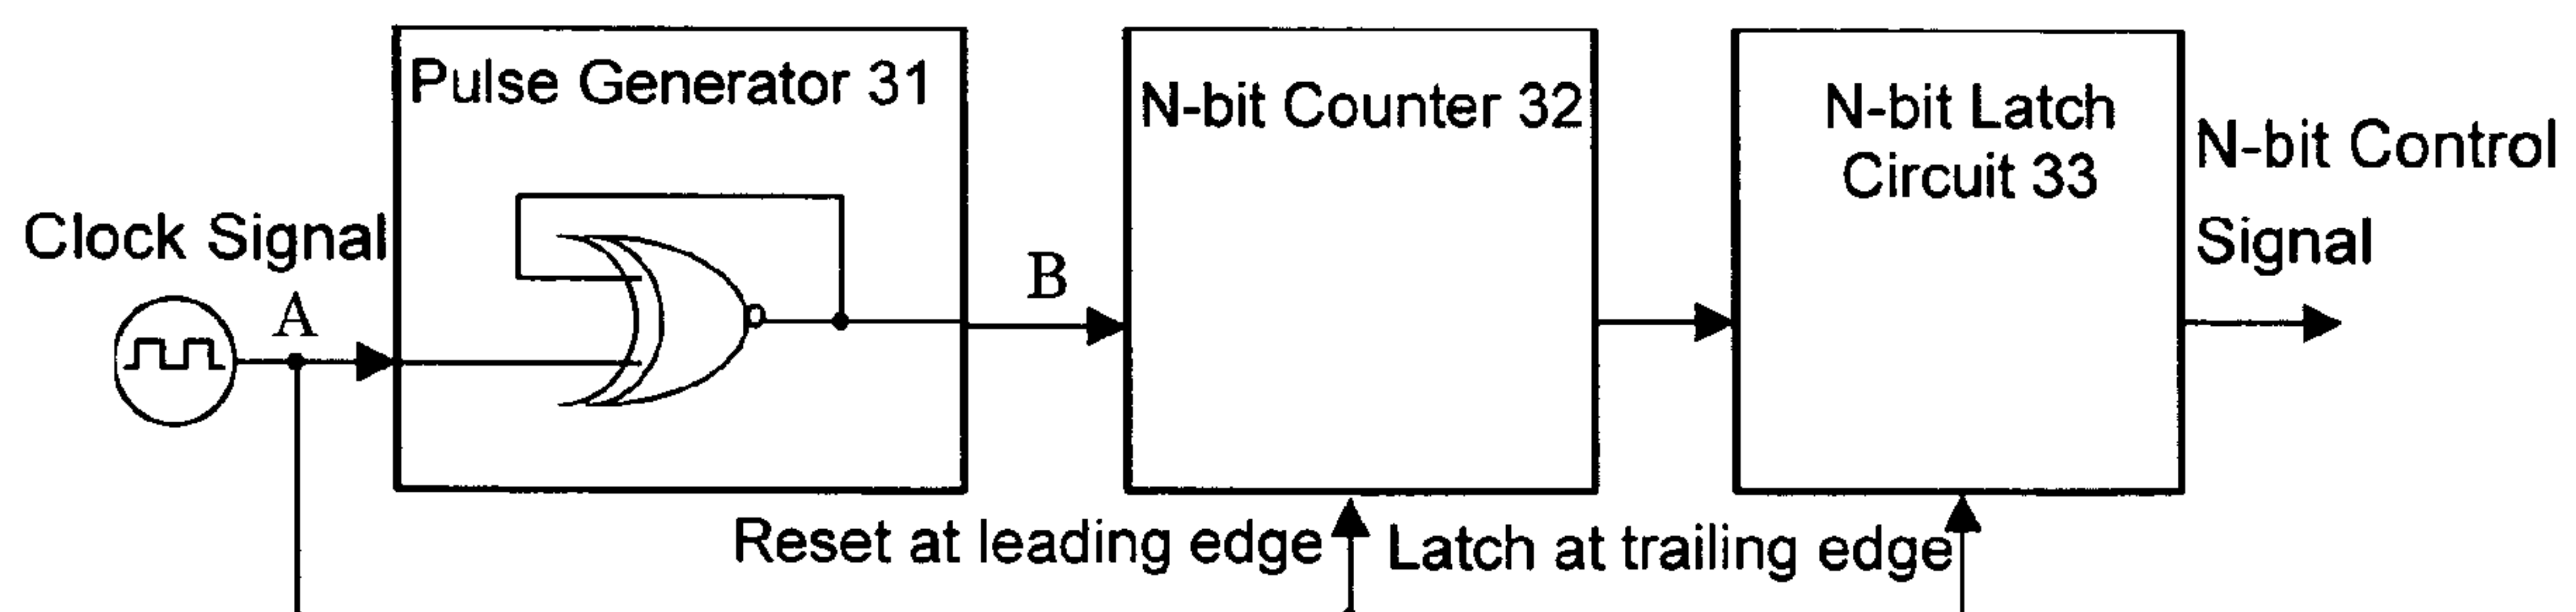 Pulse Generator 31
N-bit Counter 32
N-bit Latch
Circuit 33
N-bit Control
Signal
Clock Signal
A
B
Reset at leading edge
Latch at trailing edge